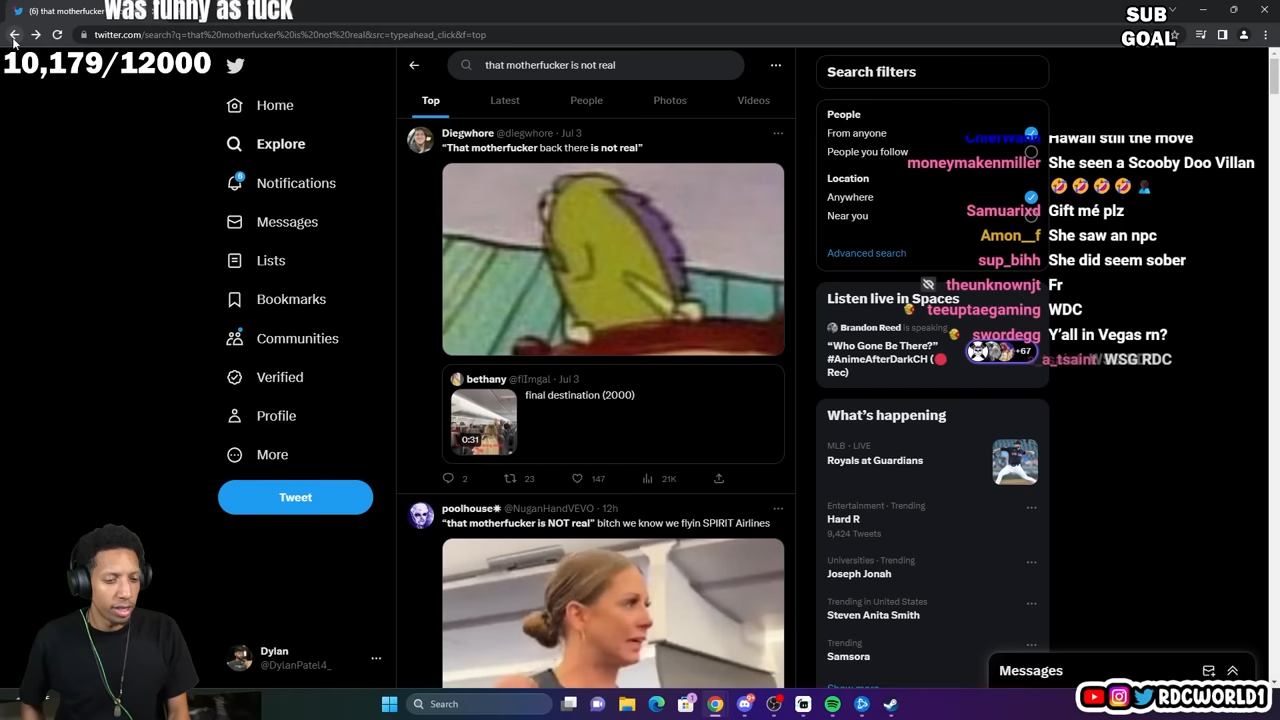 was funny as fuck
(6) that motherfucker
twitter.com/search?q=that%20motherfucker%20is%20not%20real&src=typeahead_click&f=top
SUB
GOAL
10,179/12000
that motherfucker is not real
Top
Latest
People
Photos
Videos
Home
Explore
6
Notifications
Messages
Lists
Bookmarks
Communities
Verified
Profile
More
Tweet
Dylan
@DylanPatel4_
Diegwhore @diegwhore · Jul 3
“That motherfucker back there is not real”
bethany @fiImgal · Jul 3
final destination (2000)
0:31
2
23
147
21K
poolhouse @NuganHandVEVO · 12h
“that motherfucker is NOT real” bitch we know we flyin SPIRIT Airlines
Search filters
People
From anyone
People you follow
Location
Anywhere
Near you
Advanced search
Listen live in Spaces
Brandon Reed is speaking
“Who Gone Be There?”
#AnimeAfterDarkCH (
Rec)
+67
What’s happening
MLB · LIVE
Royals at Guardians
Entertainment · Trending
Hard R
9,424 Tweets
Universities · Trending
Joseph Jonah
Trending in United States
Steven Anita Smith
Trending
Samsora
Show more
Messages
Hawaii still the move
moneymakenmiller She seen a Scooby Doo Villan
Samuarixd Gift mé plz
Amon__f She saw an npc
sup_bihh She did seem sober
theunknownjt Fr
teeuptaegaming WDC
swordegg Y’all in Vegas rn?
a_tsaint WSG RDC
Search
RDCWORLD1